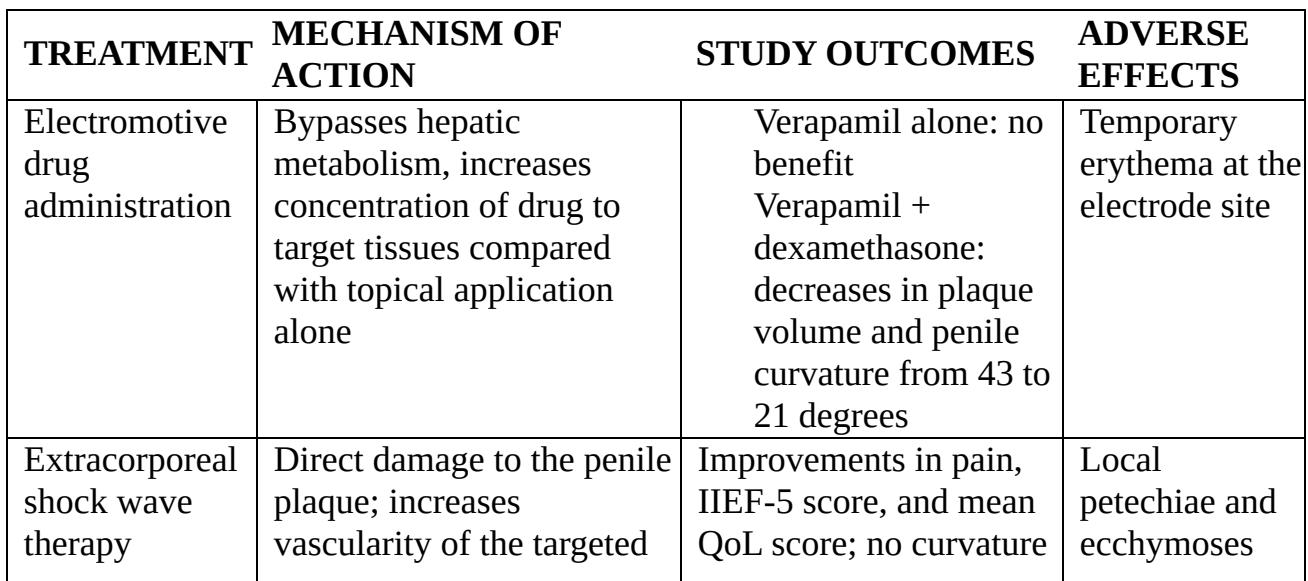 TREATMENT MECHANISM OF ACTION STUDY OUTCOMES ADVERSE EFFECTS
Electromotive
drug
administration
Bypasses hepatic
metabolism, increases
concentration of drug to
target tissues compared
with topical application
alone
Verapamil alone: no
benefit
Verapamil +
dexamethasone:
decreases in plaque
volume and penile
curvature from 43 to
21 degrees
Temporary
erythema at the
electrode site
Extracorporeal
shock wave
therapy
Direct damage to the penile
plaque; increases
vascularity of the targeted
Improvements in pain,
IIEF-5 score, and mean
QoL score; no curvature
Local
petechiae and
ecchymoses